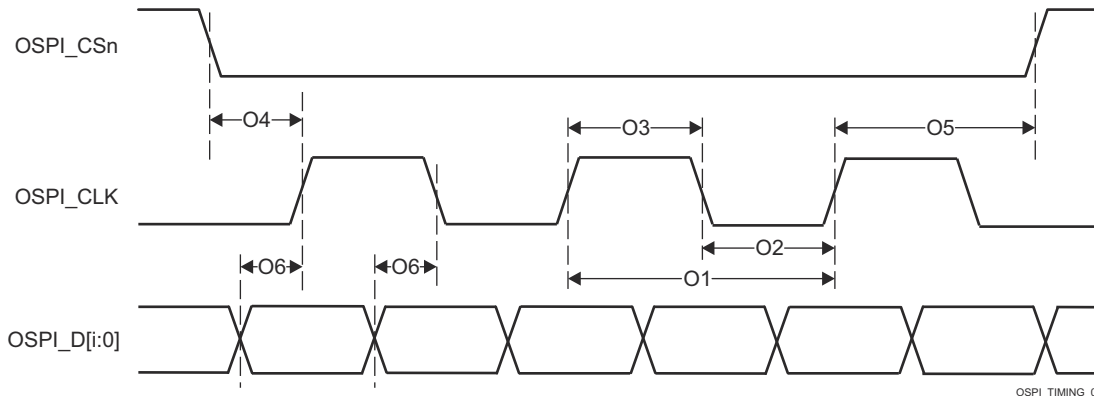 OSPI_CSn
O4
O3
O5
OSPI_CLK
O2
O6
O6
O1
OSPI_D[i:0]